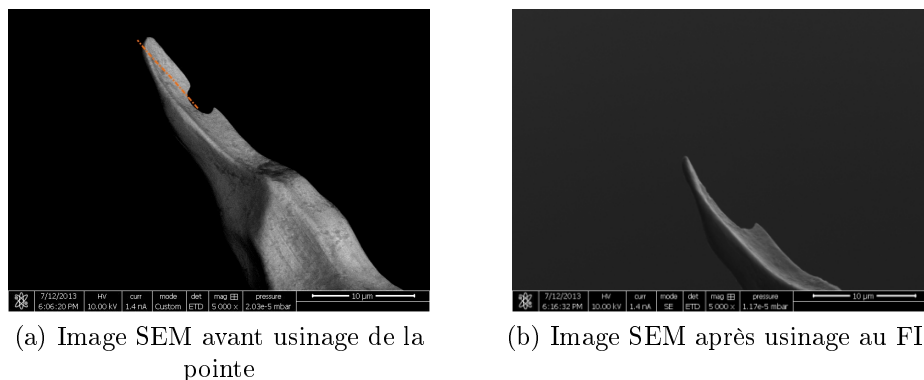 7/12/2013 HV curr mode det mag pressure 10 µm
6:06:20 PM 10.00 kV 1.4 nA Custom ETD 5 000 x 2.03e-5 mbar
7/12/2013 HV curr mode det mag pressure 10 µm
6:16:32 PM 10.00 kV 1.4 nA SE ETD 5 000 x 1.17e-5 mbar
(a) Image SEM avant usinage de la
pointe
(b) Image SEM après usinage au FI